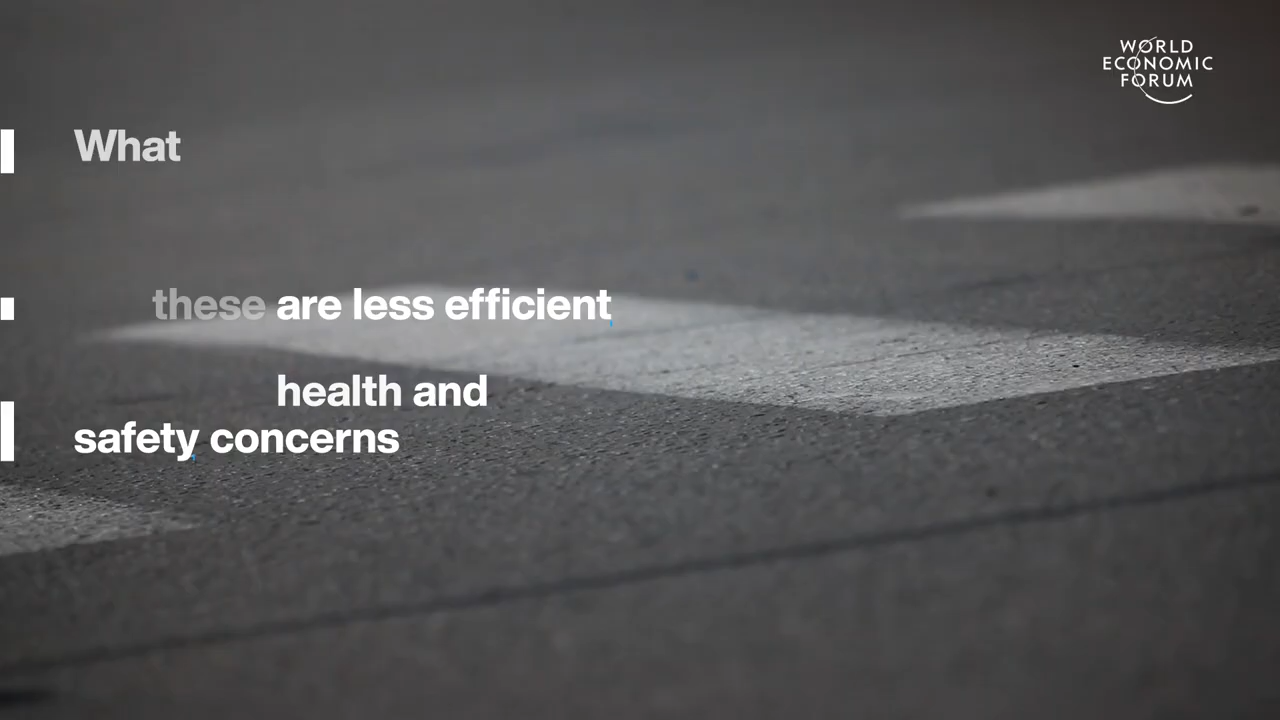 WORLD
ECONOMIC
FORUM
What
these are less efficient
health and
safety concerns